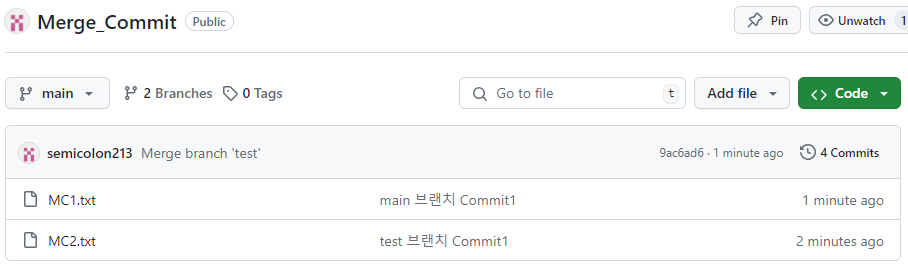 Merge_Commit Public Pin Unwatch 1
main 2 Branches 0 Tags Go to file t Add file Code
semicolon213 Merge branch 'test' 9ac6ad6 · 1 minute ago 4 Commits
MC1.txt main 브랜치 Commit1 1 minute ago
MC2.txt test 브랜치 Commit1 2 minutes ago